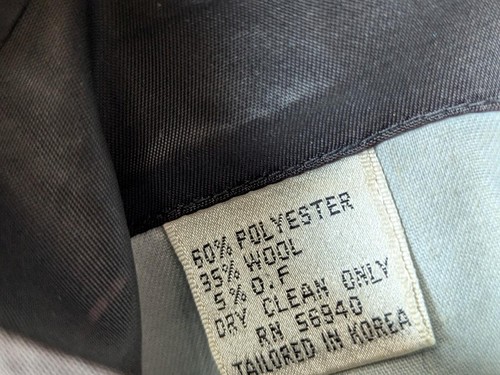 60% POLYESTER
35% WOOL
5% O.F
DRY CLEAN ONLY
RN 56940
TAILORED IN KOREA